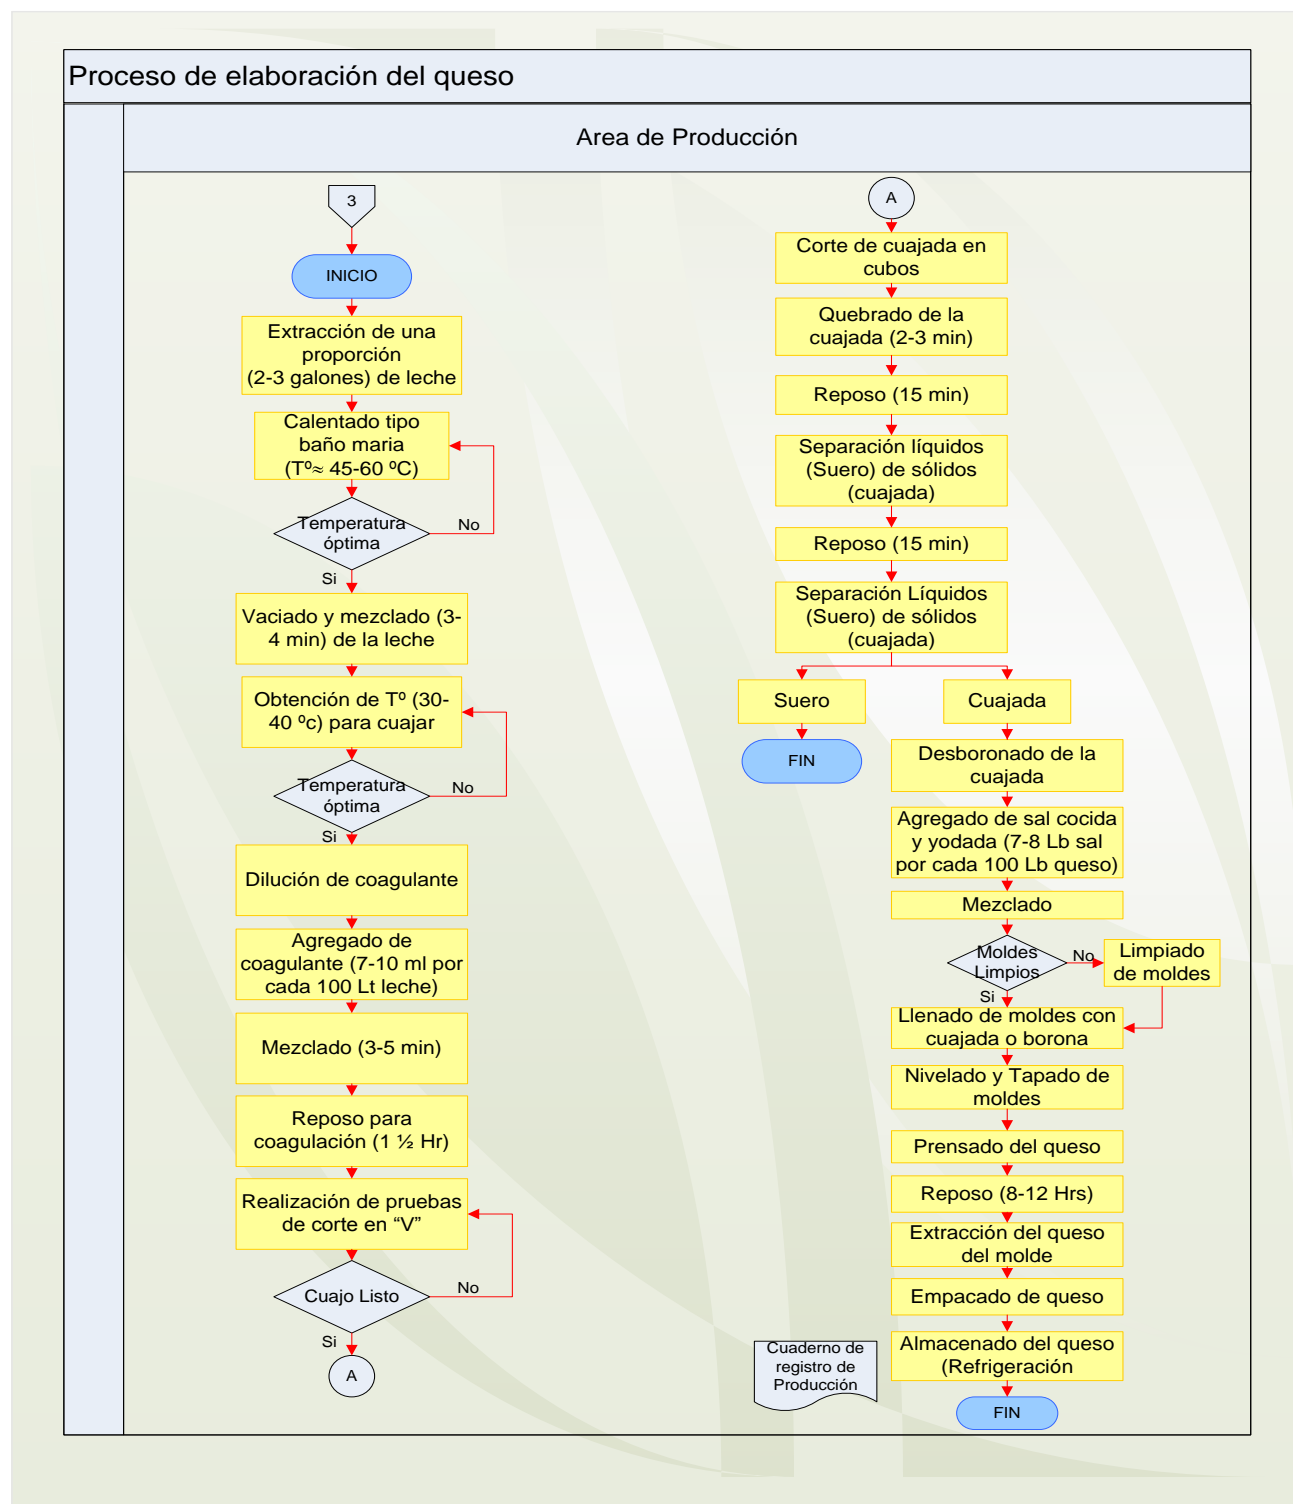 Proceso de elaboración del queso
Area de Producción
3
INICIO
Extracción de una
proporción
(2-3 galones) de leche
Calentado tipo
baño maria
(Tº≈ 45-60 ºC)
Temperatura
óptima
No
Si
Vaciado y mezclado (3-
4 min) de la leche
Obtención de Tº (30-
40 ºc) para cuajar
Temperatura
óptima
No
Si
Dilución de coagulante
Agregado de
coagulante (7-10 ml por
cada 100 Lt leche)
Mezclado (3-5 min)
Reposo para
coagulación (1 ½ Hr)
Realización de pruebas
de corte en “V”
Cuajo Listo
No
Si
A
A
Corte de cuajada en
cubos
Quebrado de la
cuajada (2-3 min)
Reposo (15 min)
Separación líquidos
(Suero) de sólidos
(cuajada)
Reposo (15 min)
Separación Líquidos
(Suero) de sólidos
(cuajada)
Suero
FIN
Cuajada
Desboronado de la
cuajada
Agregado de sal cocida
y yodada (7-8 Lb sal
por cada 100 Lb queso)
Mezclado
Moldes
Limpios
No
Limpiado
de moldes
Si
Llenado de moldes con
cuajada o borona
Nivelado y Tapado de
moldes
Prensado del queso
Reposo (8-12 Hrs)
Extracción del queso
del molde
Empacado de queso
Almacenado del queso
(Refrigeración
FIN
Cuaderno de
registro de
Producción